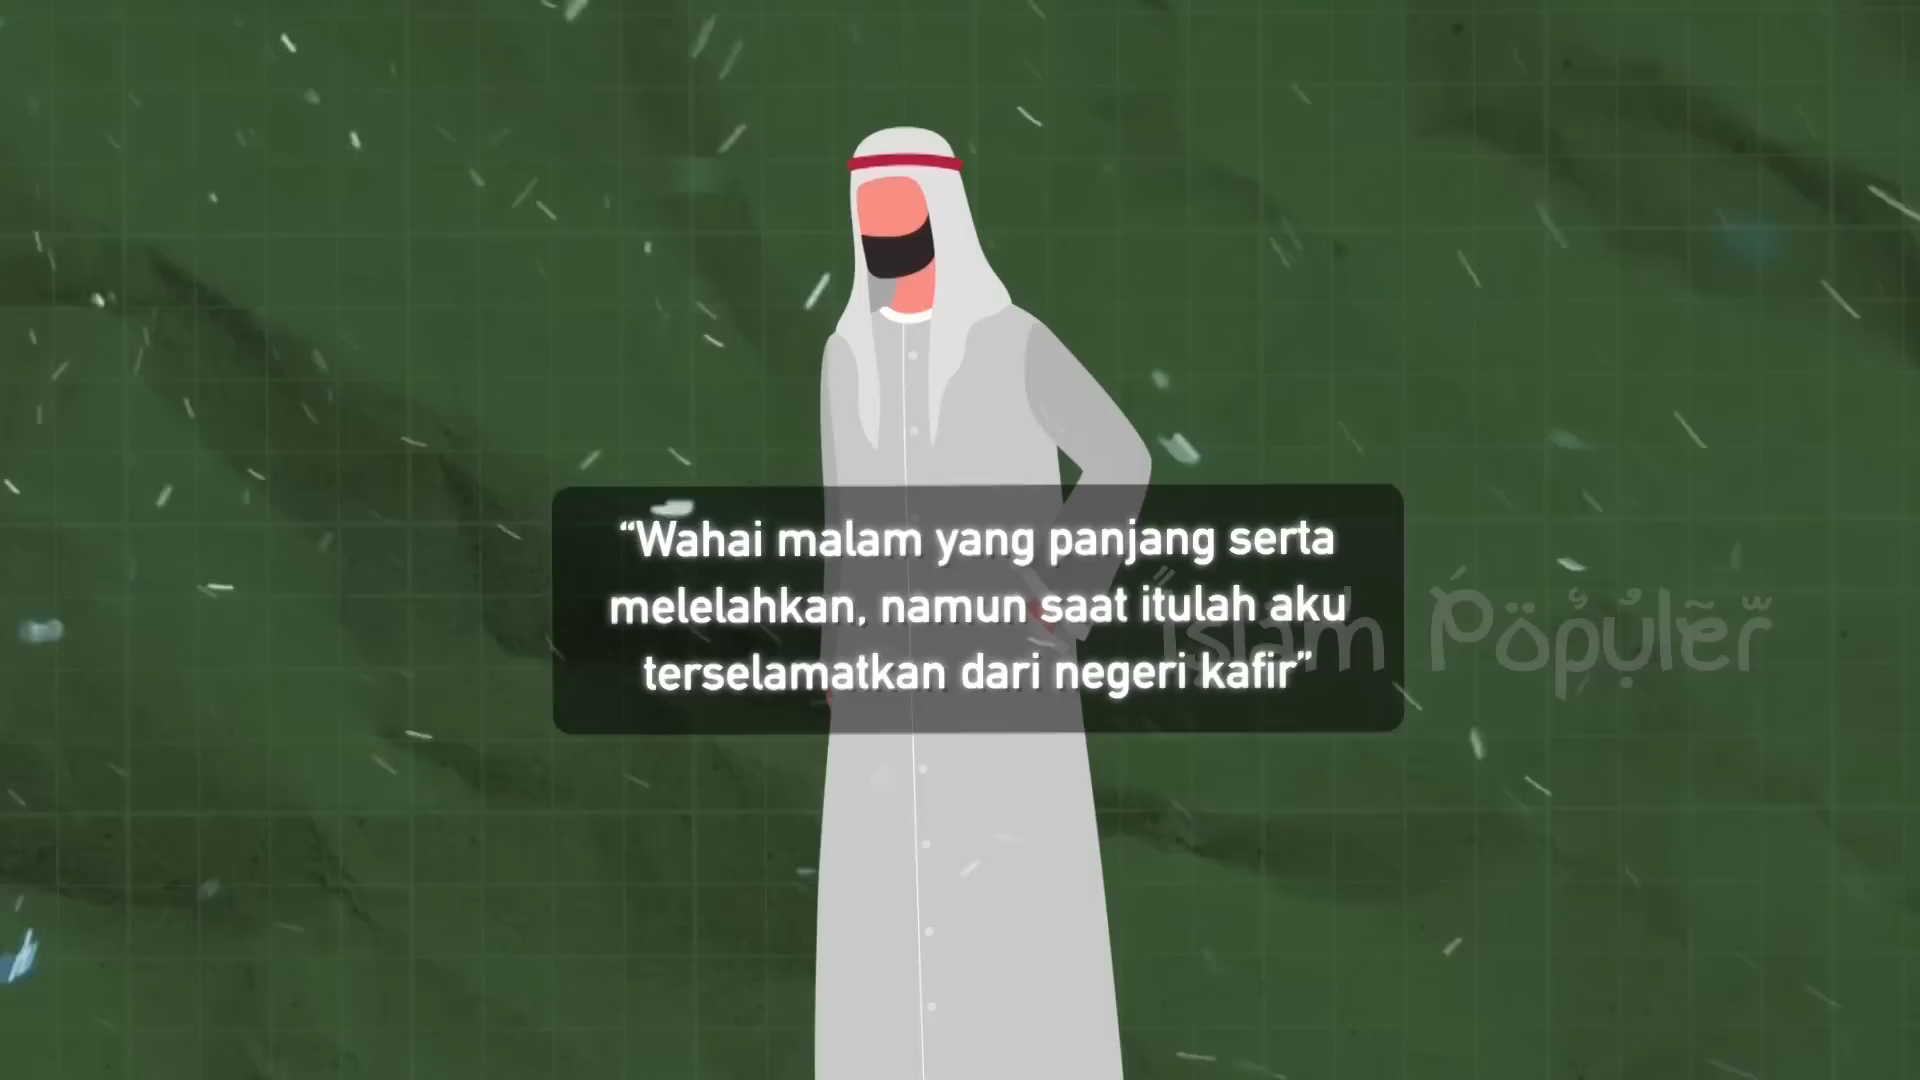 “Wahai malam yang panjang serta
melelahkan, namun saat itulah aku
terselamatkan dari negeri kafir”
Islam Populer